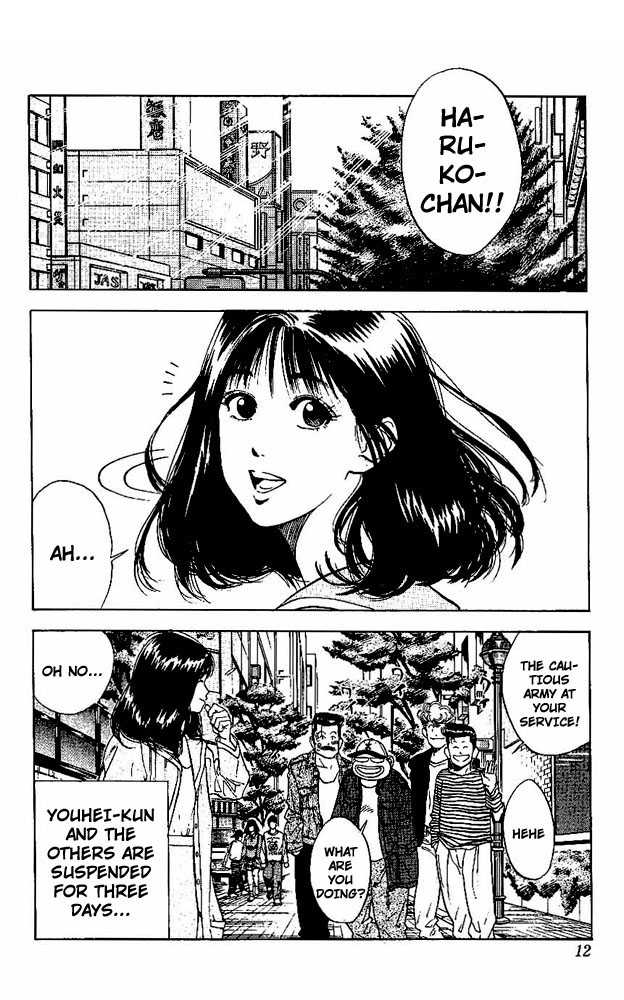 HA-
RU-
KO-
CHAN!!
野
JAS
AH...
OH NO...
THE CAU-
TIOUS
ARMY AT
YOUR
SERVICE!
HEHE
WHAT
ARE
YOU
DOING?
YOUHEI-KUN
AND THE
OTHERS ARE
SUSPENDED
FOR THREE
DAYS...
12